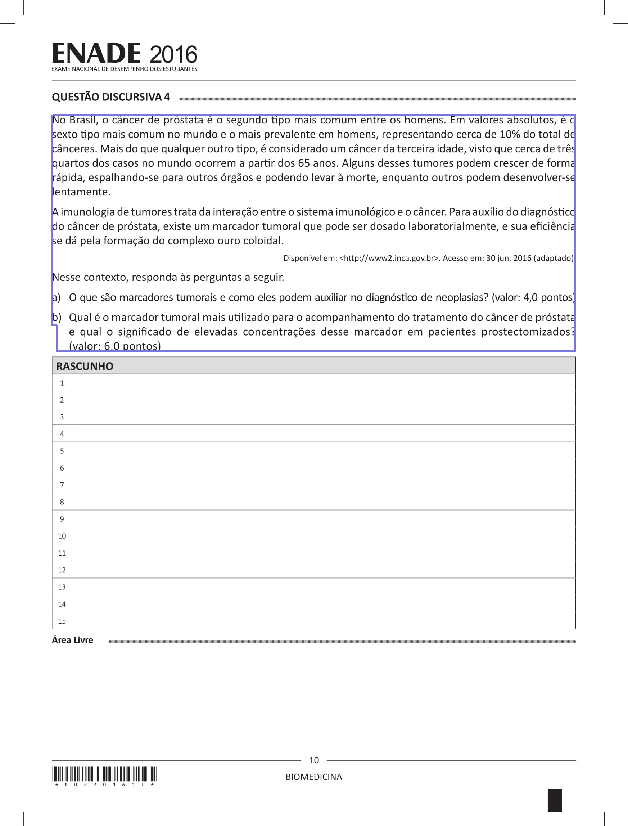 ENADE 2016
EXAME NACIONAL DE DESEMPENHO DOS ESTUDANTES
QUESTÃO DISCURSIVA 4
No Brasil, o câncer de próstata é o segundo tipo mais comum entre os homens. Em valores absolutos, é o
sexto tipo mais comum no mundo e o mais prevalente em homens, representando cerca de 10% do total de
cânceres. Mais do que qualquer outro tipo, é considerado um câncer da terceira idade, visto que cerca de três
quartos dos casos no mundo ocorrem a partir dos 65 anos. Alguns desses tumores podem crescer de forma
rápida, espalhando-se para outros órgãos e podendo levar à morte, enquanto outros podem desenvolver-se
lentamente.
A imunologia de tumores trata da interação entre o sistema imunológico e o câncer. Para auxílio do diagnóstico
do câncer de próstata, existe um marcador tumoral que pode ser dosado laboratorialmente, e sua eficiência
se dá pela formação do complexo ouro coloidal.
Disponível em: <http://www2.inca.gov.br>. Acesso em: 30 jun. 2016 (adaptado)
Nesse contexto, responda às perguntas a seguir.
a) O que são marcadores tumorais e como eles podem auxiliar no diagnóstico de neoplasias? (valor: 4,0 pontos)
b) Qual é o marcador tumoral mais utilizado para o acompanhamento do tratamento do câncer de próstata
e qual o significado de elevadas concentrações desse marcador em pacientes prostectomizados?
(valor: 6,0 pontos)
RASCUNHO
1
2
3
4
5
6
7
8
9
10
11
12
13
14
15
Área Livre
10
BIOMEDICINA